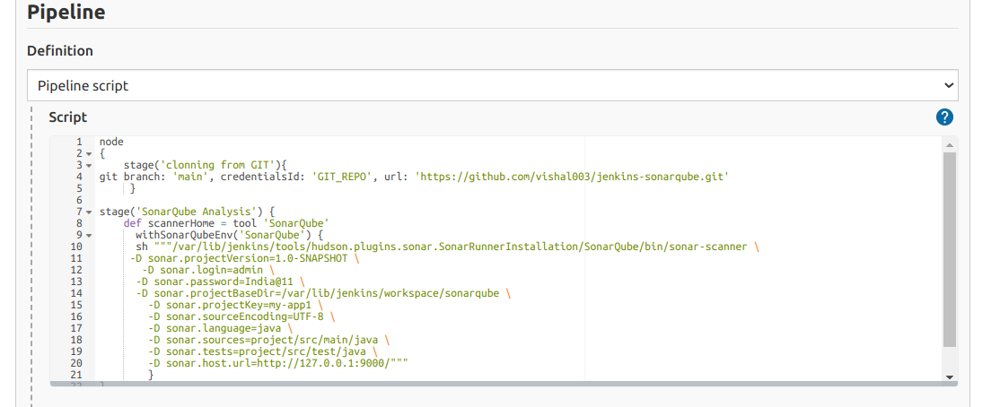 Pipeline
Definition
Pipeline script
Script
?
1 node
2 {
3 stage('clonning from GIT'){
4 git branch: 'main', credentialsId: 'GIT_REPO', url: 'https://github.com/vishal003/jenkins-sonarqube.git'
5 }
6
7 stage('SonarQube Analysis') {
8 def scannerHome = tool 'SonarQube'
9 withSonarQubeEnv('SonarQube') {
10 sh """/var/lib/jenkins/tools/hudson.plugins.sonar.SonarRunnerInstallation/SonarQube/bin/sonar-scanner \
11 -D sonar.projectVersion=1.0-SNAPSHOT \
12 -D sonar.login=admin \
13 -D sonar.password=India@11 \
14 -D sonar.projectBaseDir=/var/lib/jenkins/workspace/sonarqube \
15 -D sonar.projectKey=my-app1 \
16 -D sonar.sourceEncoding=UTF-8 \
17 -D sonar.language=java \
18 -D sonar.sources=project/src/main/java \
19 -D sonar.tests=project/src/test/java \
20 -D sonar.host.url=http://127.0.0.1:9000/"""
21 }
22 }